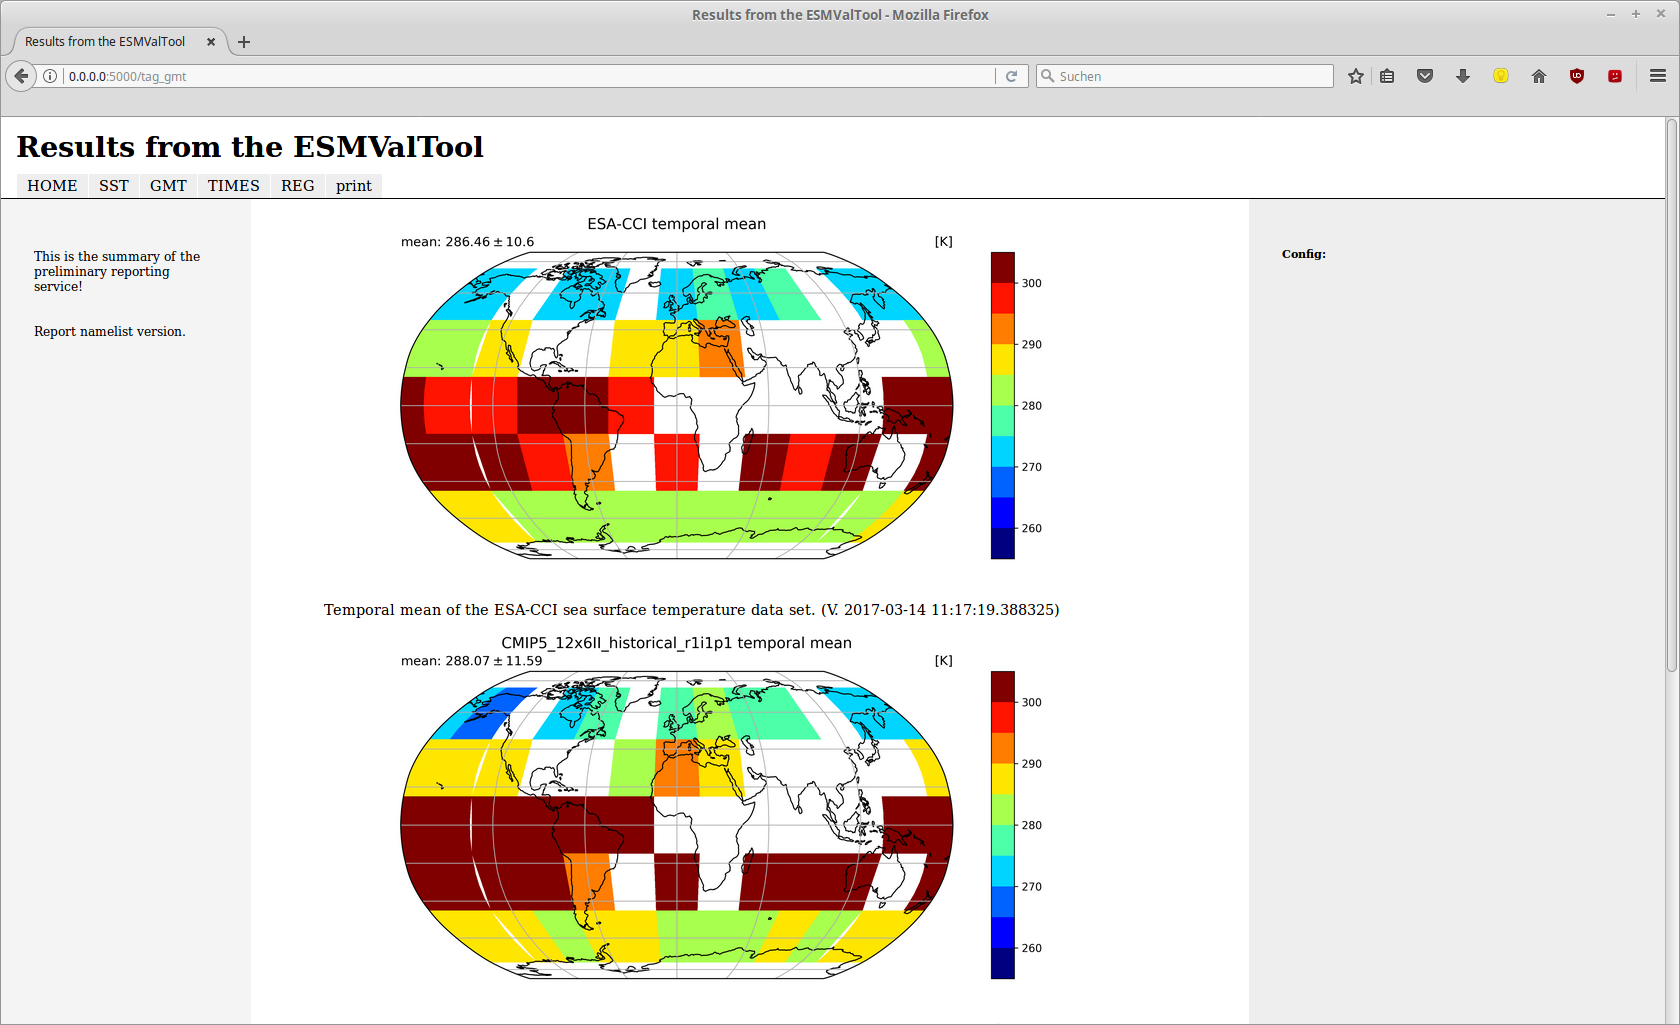 Results from the ESMValTool - Mozilla Firefox
Results from the ESMValTool
0.0.0.0:5000/tag_gmt
Suchen
Results from the ESMValTool
HOME SST GMT TIMES REG print
This is the summary of the
preliminary reporting
service!
Report namelist version.
Config:
ESA-CCI temporal mean
mean: 286.46 ± 10.6 [K]
300
290
280
270
260
Temporal mean of the ESA-CCI sea surface temperature data set. (V. 2017-03-14 11:17:19.388325)
CMIP5_12x6II_historical_r1i1p1 temporal mean
mean: 288.07 ± 11.59 [K]
300
290
280
270
260